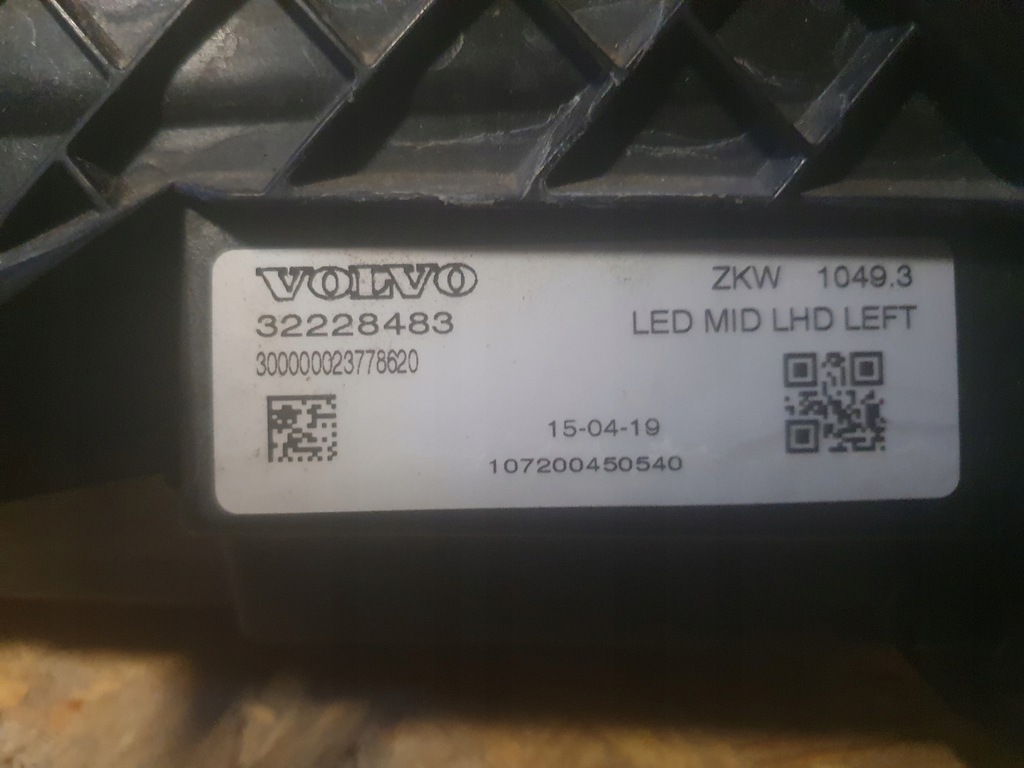 VOLVO
32228483
300000023778620
ZKW 1049.3
LED MID LHD LEFT
15-04-19
107200450540